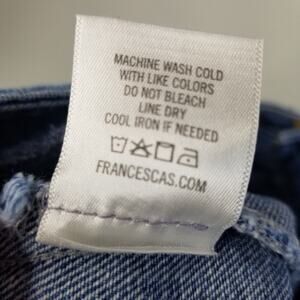 MACHINE WASH COLD
WITH LIKE COLORS
DO NOT BLEACH
LINE DRY
COOL IRON IF NEEDED
FRANCESCAS.COM